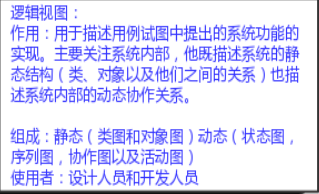 逻辑视图：
作用：用于描述用例试图中提出的系统功能的
实现。主要关注系统内部，他既描述系统的静
态结构（类、对象以及他们之间的关系）也描
述系统内部的动态协作关系。
组成：静态（类图和对象图）动态（状态图，
序列图，协作图以及活动图）
使用者：设计人员和开发人员